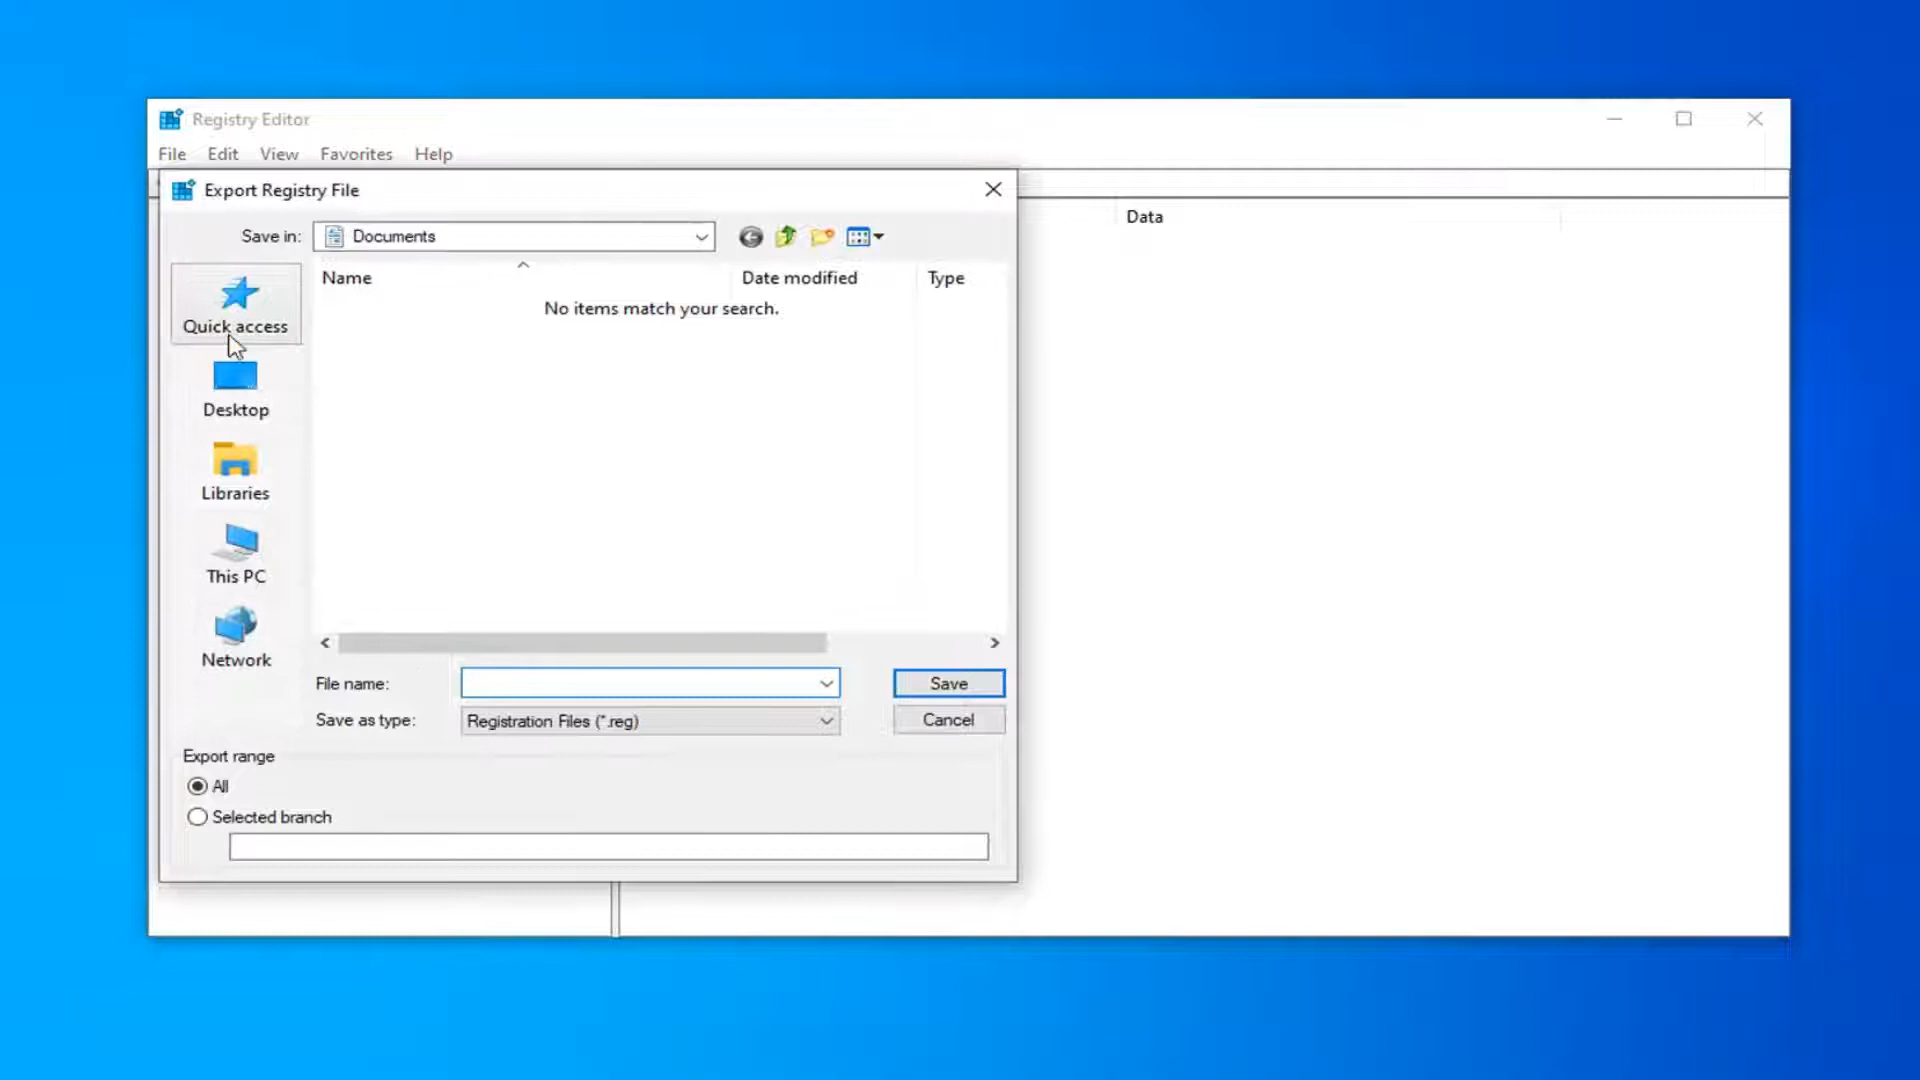 Registry Editor
File Edit View Favorites Help
Export Registry File
Data
Save in: Documents
Name Date modified Type
No items match your search.
Quick access
Desktop
Libraries
This PC
Network
File name: Save
Save as type: Registration Files (*.reg) Cancel
Export range
All
Selected branch